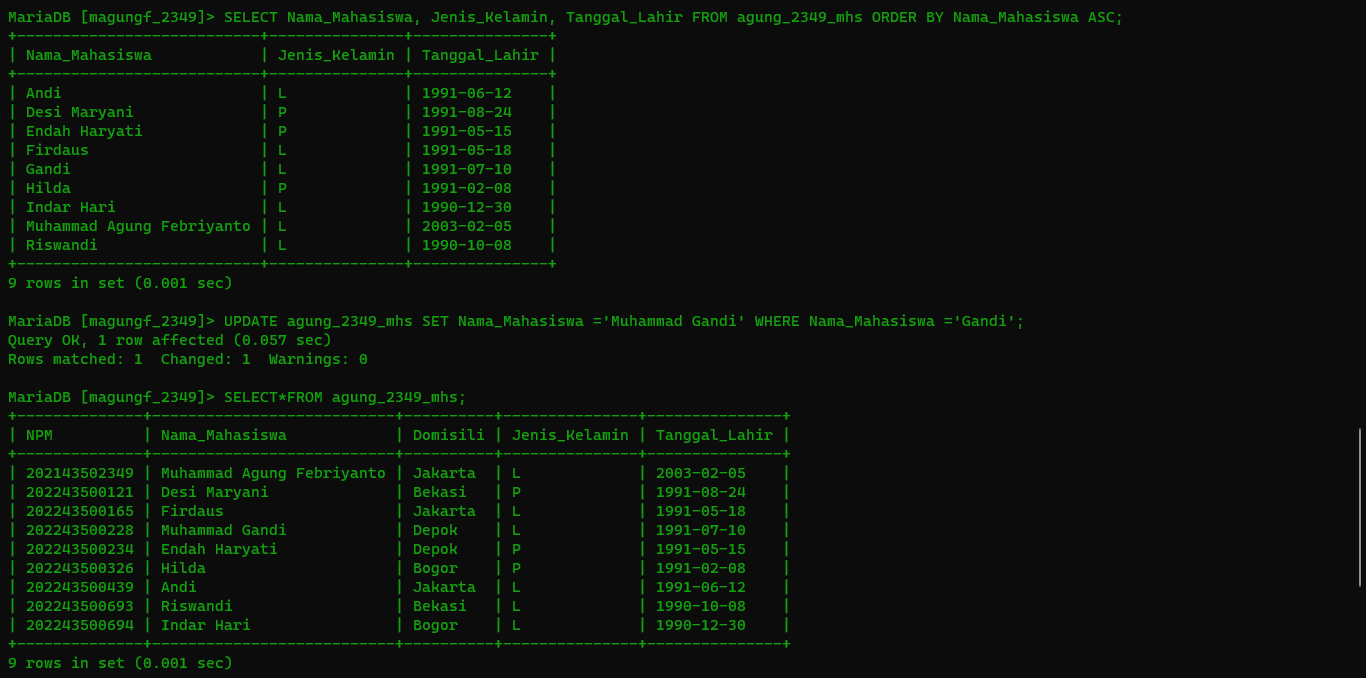 MariaDB [magungf_2349]> SELECT Nama_Mahasiswa, Jenis_Kelamin, Tanggal_Lahir FROM agung_2349_mhs ORDER BY Nama_Mahasiswa ASC;
+---------------------------+---------------+---------------+
| Nama_Mahasiswa            | Jenis_Kelamin | Tanggal_Lahir |
+---------------------------+---------------+---------------+
| Andi                      | L             | 1991-06-12    |
| Desi Maryani              | P             | 1991-08-24    |
| Endah Haryati             | P             | 1991-05-15    |
| Firdaus                   | L             | 1991-05-18    |
| Gandi                     | L             | 1991-07-10    |
| Hilda                     | P             | 1991-02-08    |
| Indar Hari                | L             | 1990-12-30    |
| Muhammad Agung Febriyanto | L             | 2003-02-05    |
| Riswandi                  | L             | 1990-10-08    |
+---------------------------+---------------+---------------+
9 rows in set (0.001 sec)
MariaDB [magungf_2349]> UPDATE agung_2349_mhs SET Nama_Mahasiswa ='Muhammad Gandi' WHERE Nama_Mahasiswa ='Gandi';
Query OK, 1 row affected (0.057 sec)
Rows matched: 1  Changed: 1  Warnings: 0
MariaDB [magungf_2349]> SELECT*FROM agung_2349_mhs;
+--------------+---------------------------+----------+---------------+---------------+
| NPM          | Nama_Mahasiswa            | Domisili | Jenis_Kelamin | Tanggal_Lahir |
+--------------+---------------------------+----------+---------------+---------------+
| 202143502349 | Muhammad Agung Febriyanto | Jakarta  | L             | 2003-02-05    |
| 202243500121 | Desi Maryani              | Bekasi   | P             | 1991-08-24    |
| 202243500165 | Firdaus                   | Jakarta  | L             | 1991-05-18    |
| 202243500228 | Muhammad Gandi            | Depok    | L             | 1991-07-10    |
| 202243500234 | Endah Haryati             | Depok    | P             | 1991-05-15    |
| 202243500326 | Hilda                     | Bogor    | P             | 1991-02-08    |
| 202243500439 | Andi                      | Jakarta  | L             | 1991-06-12    |
| 202243500693 | Riswandi                  | Bekasi   | L             | 1990-10-08    |
| 202243500694 | Indar Hari                | Bogor    | L             | 1990-12-30    |
+--------------+---------------------------+----------+---------------+---------------+
9 rows in set (0.001 sec)